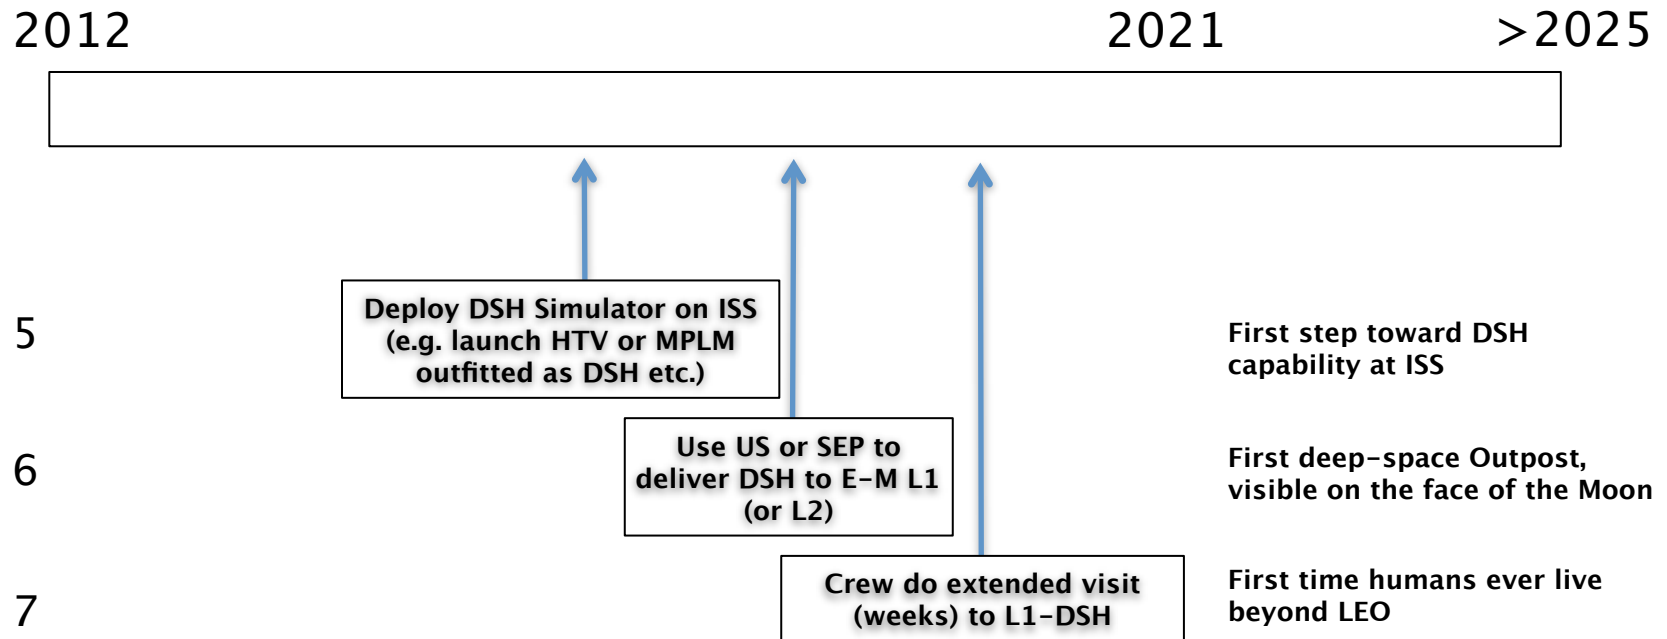 2012 2021 >2025
5
Deploy DSH Simulator on ISS
(e.g. launch HTV or MPLM
outfitted as DSH etc.)
First step toward DSH
capability at ISS
6
Use US or SEP to
deliver DSH to E-M L1
(or L2)
First deep-space Outpost,
visible on the face of the Moon
7
Crew do extended visit
(weeks) to L1-DSH
First time humans ever live
beyond LEO